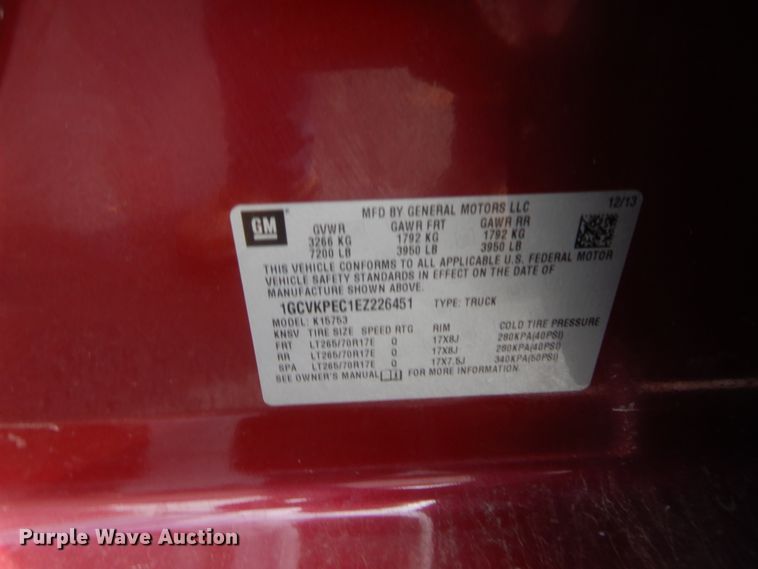 GM
MFD BY GENERAL MOTORS LLC
12/13
GVWR GAWR FRT GAWR RR
3266 KG 1792 KG 1792 KG
7200 LB 3950 LB 3950 LB
THIS VEHICLE CONFORMS TO ALL APPLICABLE U.S. FEDERAL MOTOR
VEHICLE SAFETY STANDARDS IN EFFECT ON THE DATE OF
MANUFACTURE SHOWN ABOVE.
1GCVKPEC1EZ226451 TYPE: TRUCK
MODEL: K15753
KNSV TIRE SIZE SPEED RTG RIM COLD TIRE PRESSURE
FRT LT265/70R17E Q 17X8J 280KPA(40PSI)
RR LT265/70R17E Q 17X8J 280KPA(40PSI)
SPA LT265/70R17E Q 17X7.5J 340KPA(50PSI)
SEE OWNER'S MANUAL FOR MORE INFORMATION.
Purple Wave Auction®